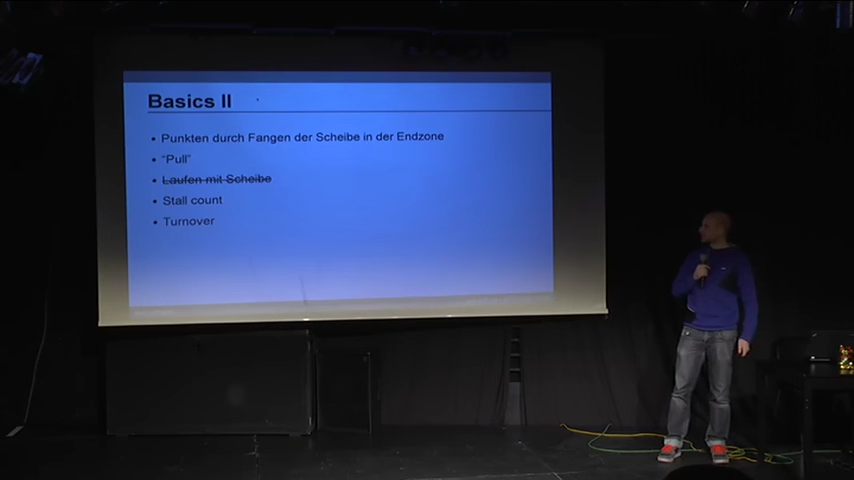 Basics II
• Punkten durch Fangen der Scheibe in der Endzone
• “Pull”
• Laufen mit Scheibe
• Stall count
• Turnover